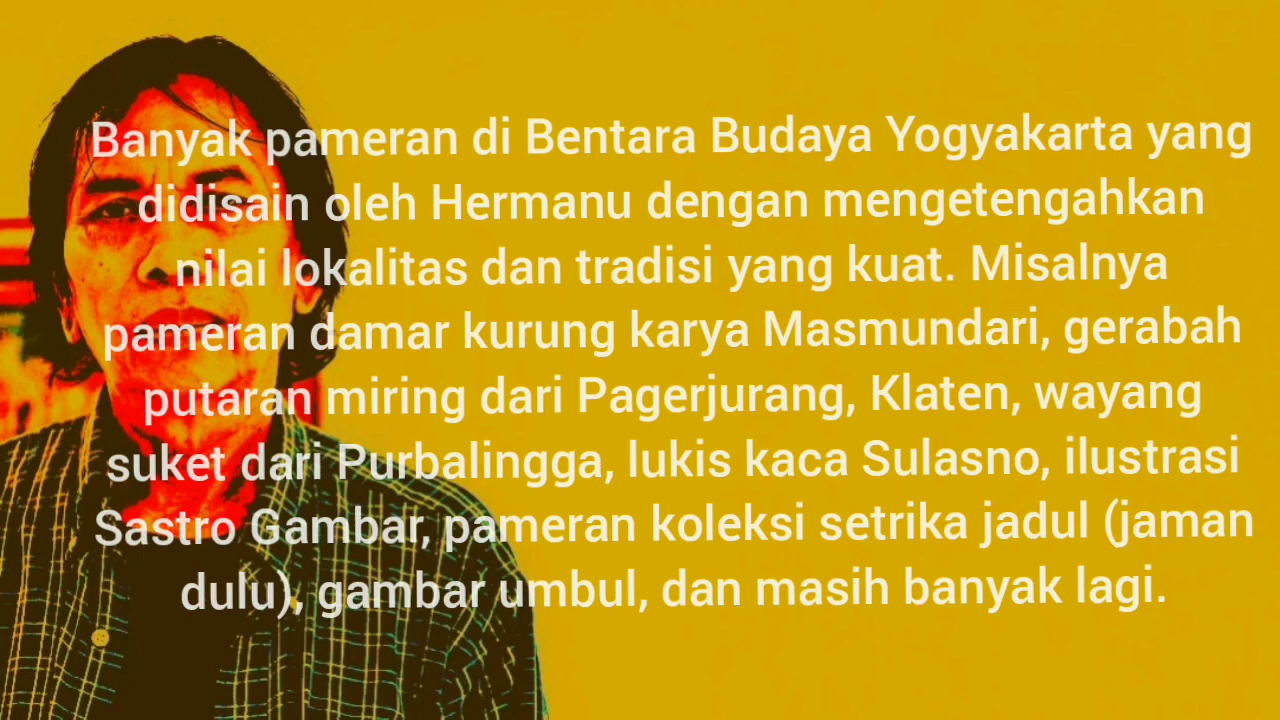 Banyak pameran di Bentara Budaya Yogyakarta yang
didisain oleh Hermanu dengan mengetengahkan
nilai lokalitas dan tradisi yang kuat. Misalnya
pameran damar kurung karya Masmundari, gerabah
putaran miring dari Pagerjurang, Klaten, wayang
suket dari Purbalingga, lukis kaca Sulasno, ilustrasi
Sastro Gambar, pameran koleksi setrika jadul (jaman
dulu), gambar umbul, dan masih banyak lagi.